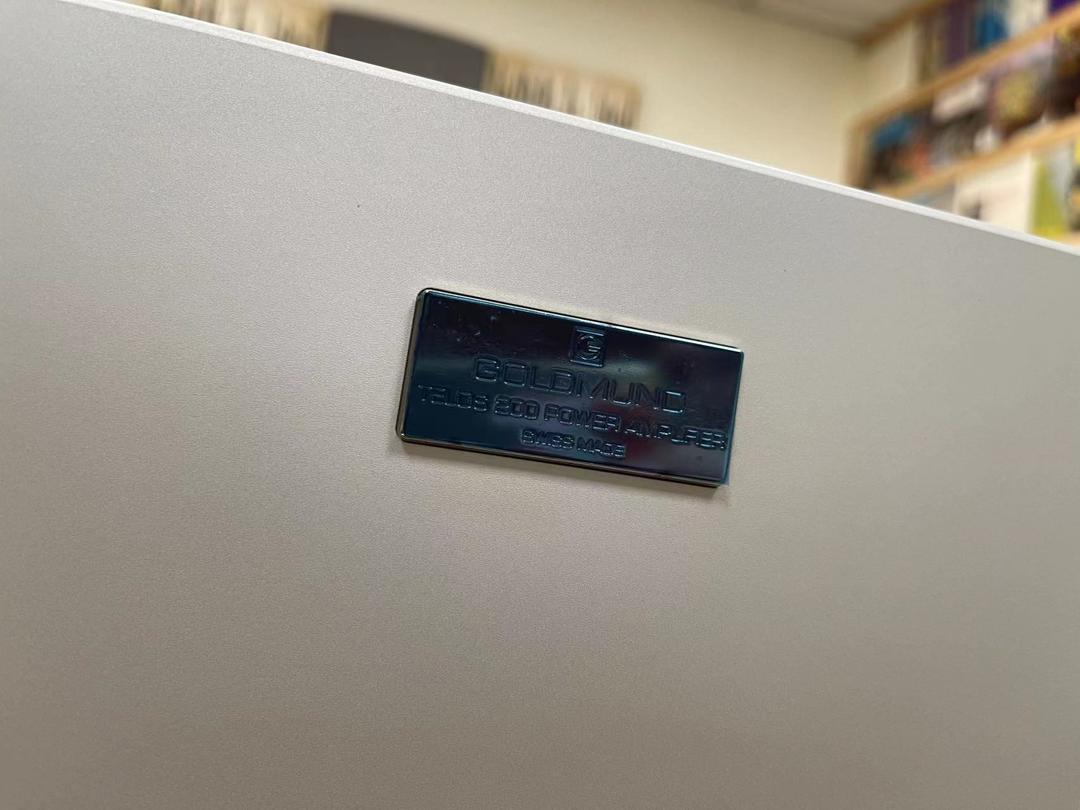 G
GOLDMUND
TELOS 200 POWER AMPLIFIER
SWISS MADE